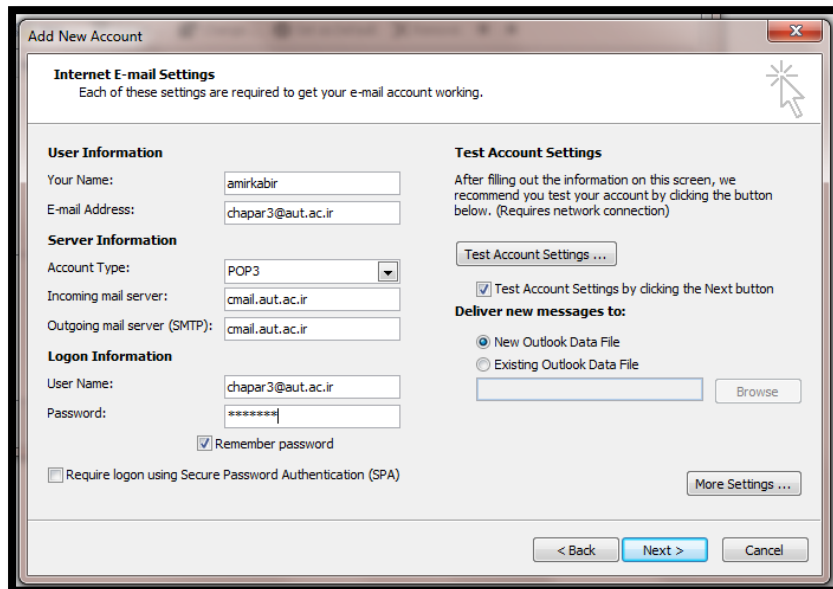 Add New Account
Internet E-mail Settings
Each of these settings are required to get your e-mail account working.
User Information
Your Name:
amirkabir
E-mail Address:
chapar3@aut.ac.ir
Server Information
Account Type:
POP3
Incoming mail server:
cmail.aut.ac.ir
Outgoing mail server (SMTP):
cmail.aut.ac.ir
Logon Information
User Name:
chapar3@aut.ac.ir
Password:
*******
Remember password
Require logon using Secure Password Authentication (SPA)
Test Account Settings
After filling out the information on this screen, we
recommend you test your account by clicking the button
below. (Requires network connection)
Test Account Settings ...
Test Account Settings by clicking the Next button
Deliver new messages to:
New Outlook Data File
Existing Outlook Data File
Browse
More Settings ...
< Back
Next >
Cancel